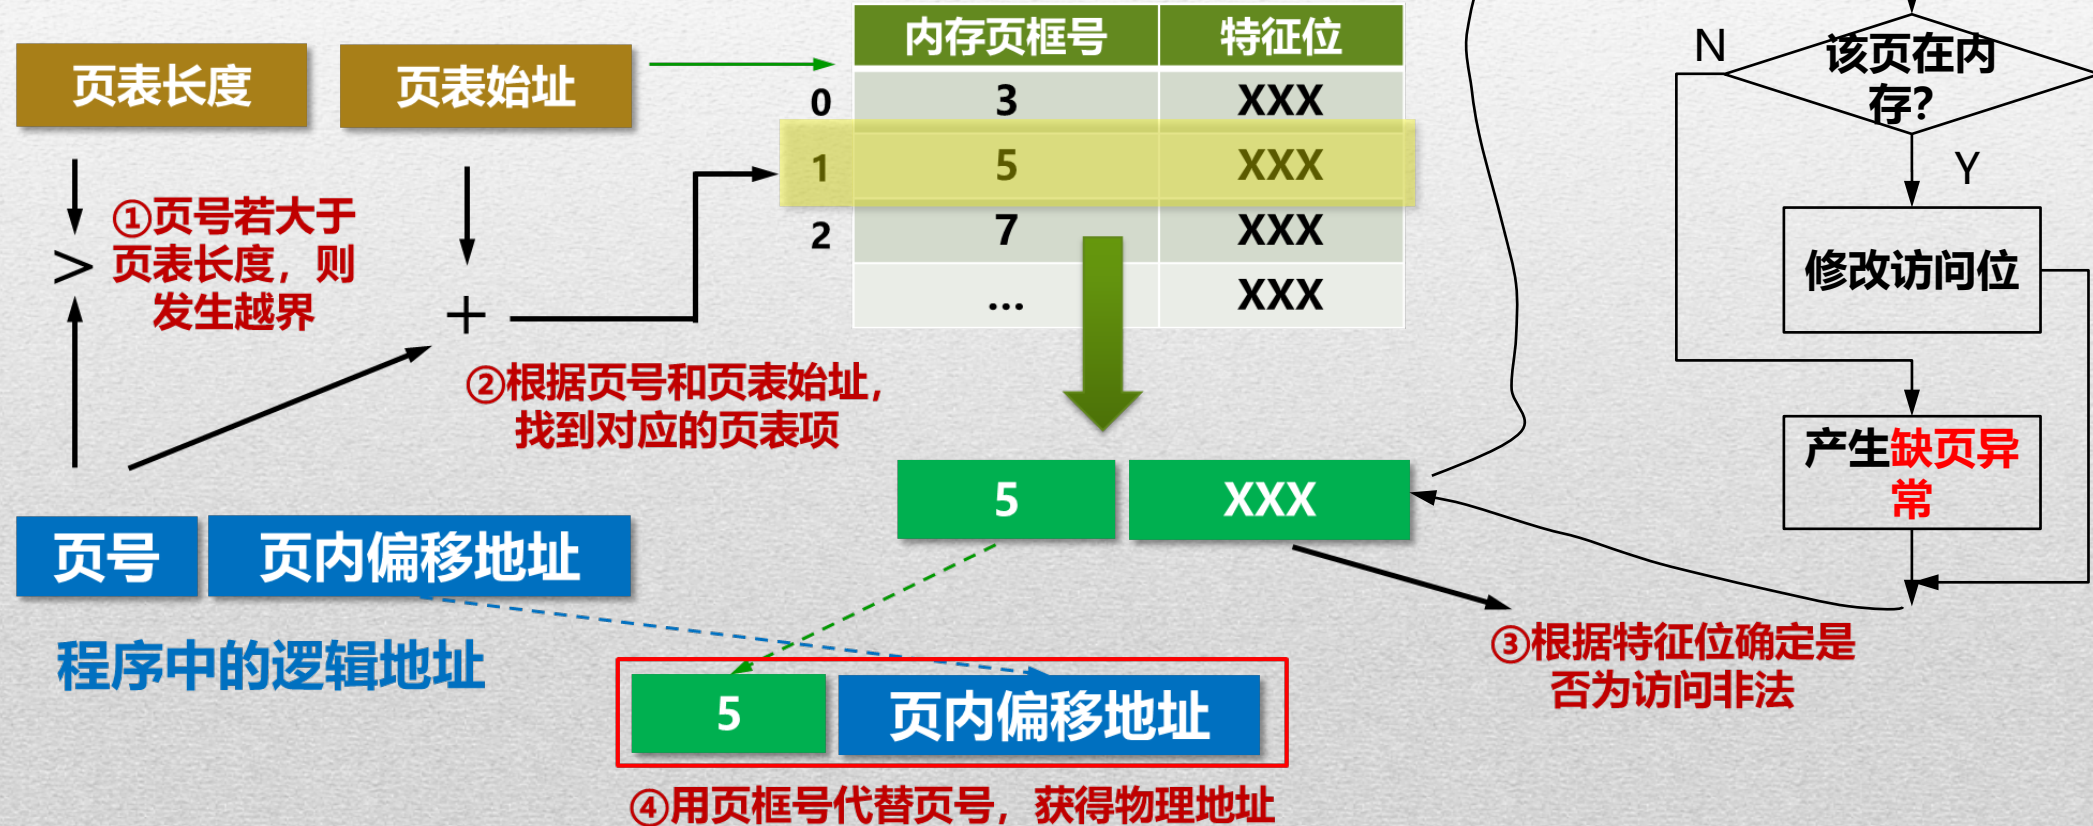 页表长度
页表始址
内存页框号 特征位
0 3 XXX
1 5 XXX
2 7 XXX
... XXX
>
①页号若大于
页表长度，则
发生越界
+
②根据页号和页表始址，
找到对应的页表项
5 XXX
页号 页内偏移地址
程序中的逻辑地址
5 页内偏移地址
④用页框号代替页号，获得物理地址
③根据特征位确定是
否为访问非法
N
该页在内
存?
Y
修改访问位
产生缺页异
常